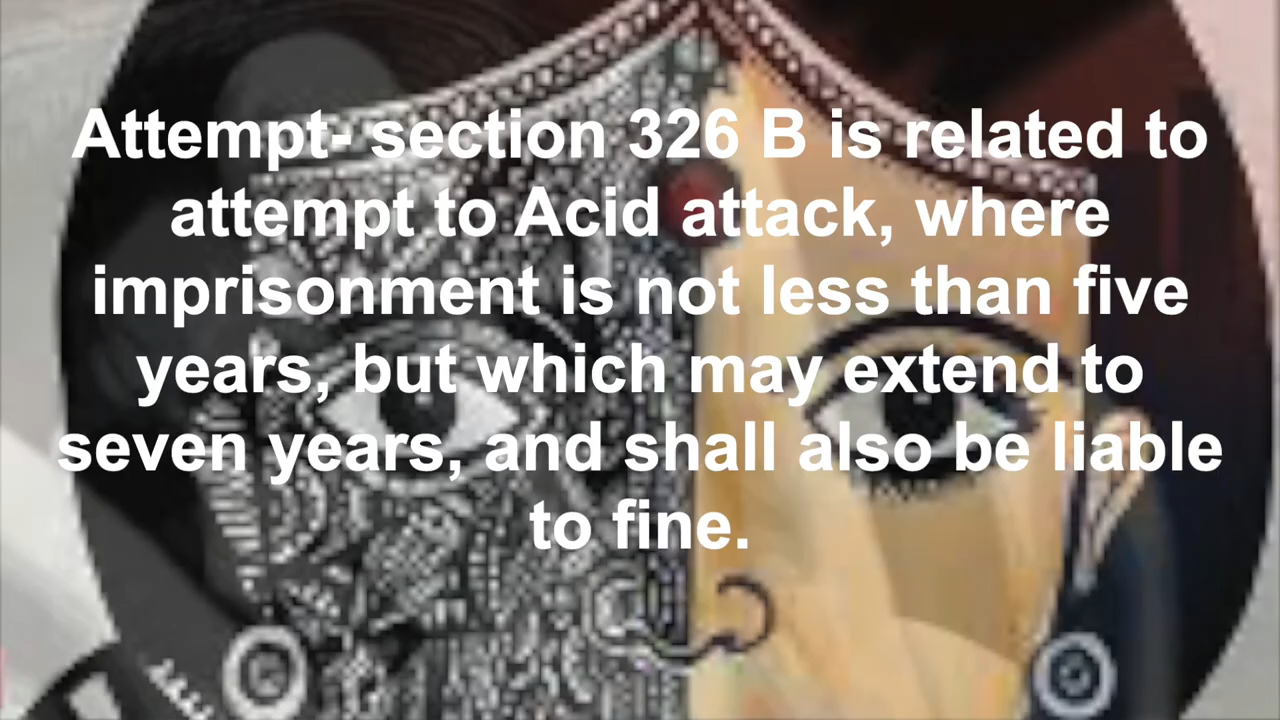 Attempt- section 326 B is related to
attempt to Acid attack, where
imprisonment is not less than five
years, but which may extend to
seven years, and shall also be liable
to fine.